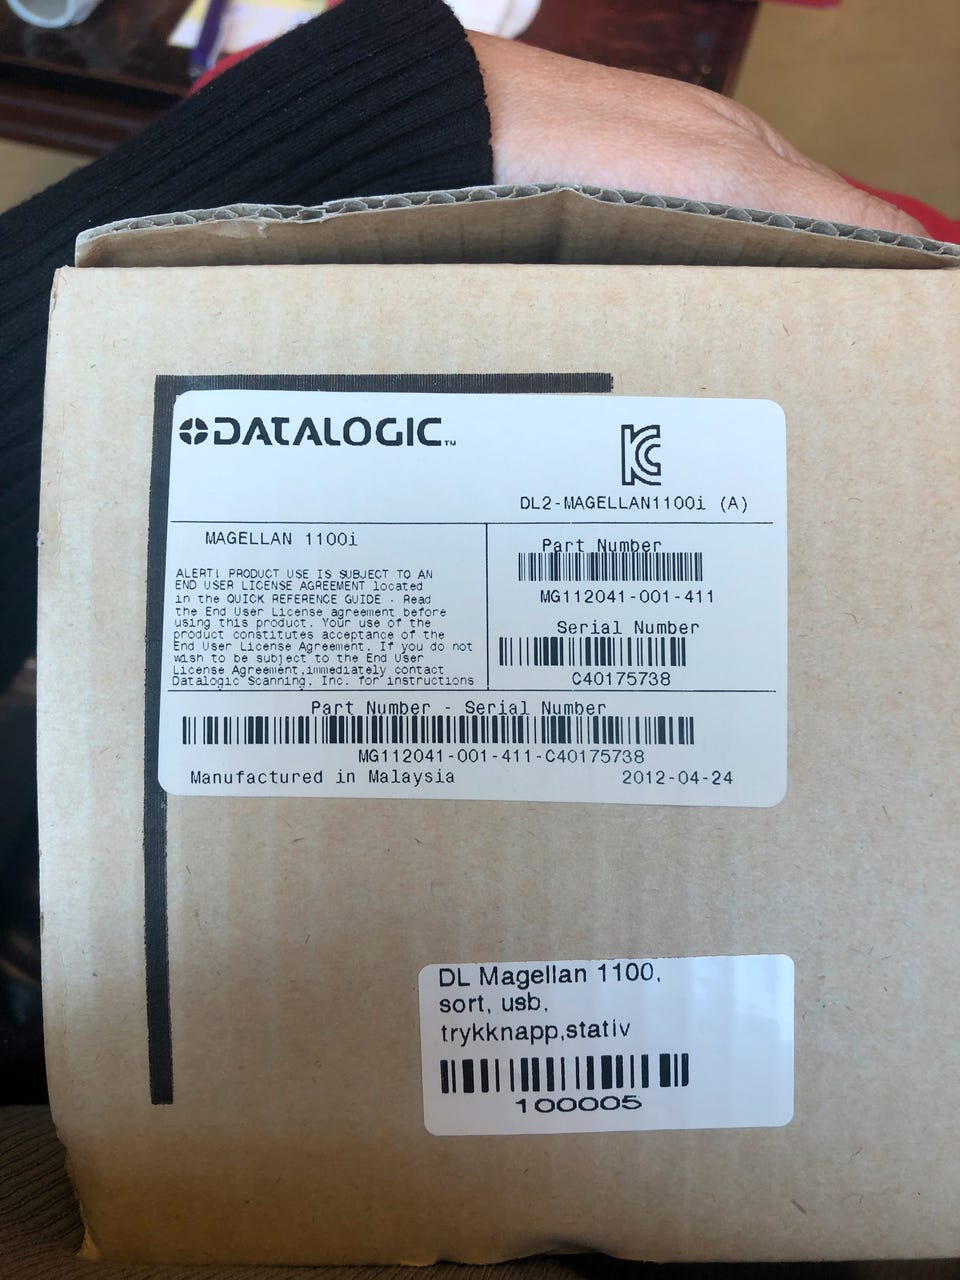 DATALOGIC™
KC
DL2-MAGELLAN1100i (A)
MAGELLAN 1100i
ALERT! PRODUCT USE IS SUBJECT TO AN
END USER LICENSE AGREEMENT located
in the QUICK REFERENCE GUIDE - Read
the End User License agreement before
using this product. Your use of the
product constitutes acceptance of the
End User License Agreement. If you do not
wish to be subject to the End User
License Agreement,immediately contact
Datalogic Scanning, Inc. for instructions
Part Number
MG112041-001-411
Serial Number
C40175738
Part Number - Serial Number
MG112041-001-411-C40175738
Manufactured in Malaysia 2012-04-24
DL Magellan 1100,
sort, usb,
trykknapp,stativ
100005